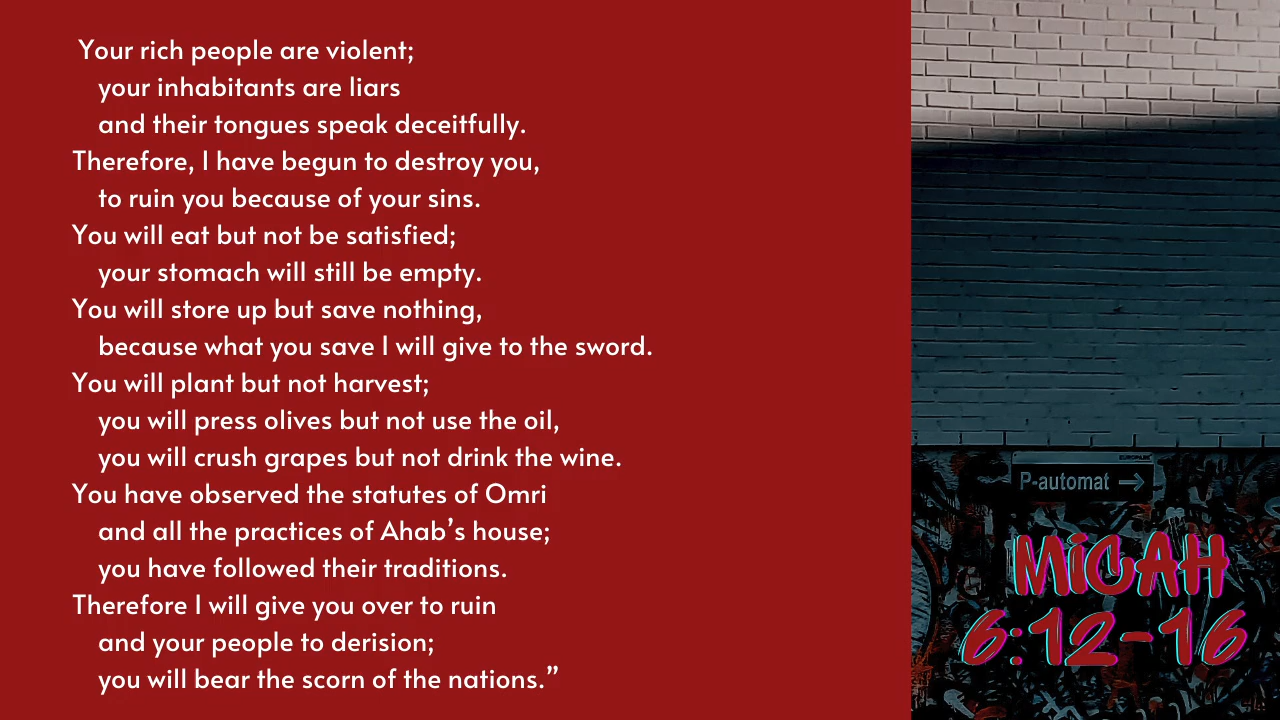 Your rich people are violent;
your inhabitants are liars
and their tongues speak deceitfully.
Therefore, I have begun to destroy you,
to ruin you because of your sins.
You will eat but not be satisfied;
your stomach will still be empty.
You will store up but save nothing,
because what you save I will give to the sword.
You will plant but not harvest;
you will press olives but not use the oil,
you will crush grapes but not drink the wine.
You have observed the statutes of Omri
and all the practices of Ahab’s house;
you have followed their traditions.
Therefore I will give you over to ruin
and your people to derision;
you will bear the scorn of the nations.”
P-automat →
MiCAH
6:12-16